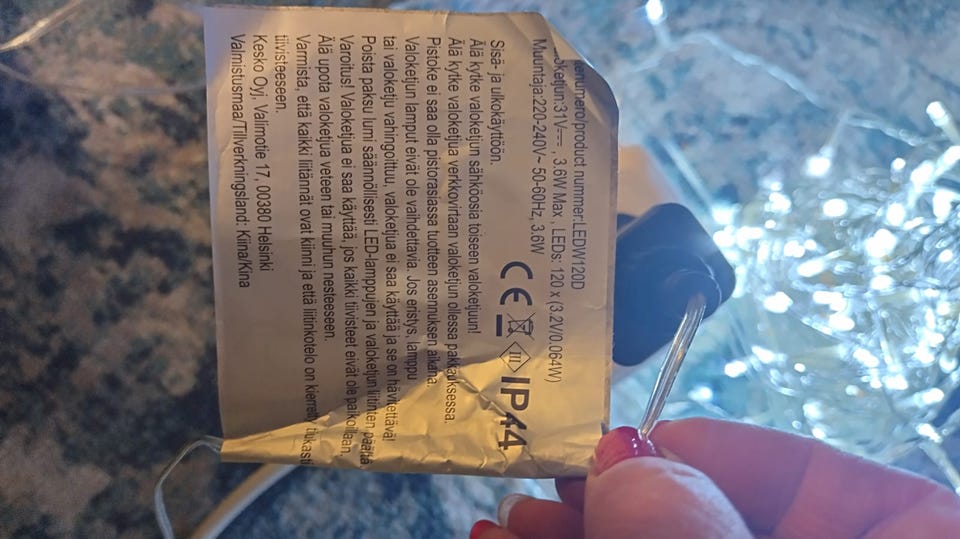 product nummer:LEDW120D
31V⎓ , 3.6W Max , LEDs: 120 x (3.2V/0.064W)
Muuntaja:220-240V~ 50-60Hz, 3.6W
CE III IP44
Sisä- ja ulkokäyttöön.
Älä kytke valoketjun sähköosia toiseen valoketjuun!
Älä kytke valoketjua verkkovirtaan valoketjun ollessa pakkauksessa.
Pistoke ei saa olla pistorasiassa tuotteen asennuksen aikana.
Valoketjun lamput eivät ole vaihdettavia. Jos eristys, lamppu
tai valoketju vahingoittuu, valoketjua ei saa käyttää ja se on hävitettävä!
Poista paksu lumi säännöllisesti LED-lamppujen ja valoketjun liitinten päältä
Varoitus! Valoketjua ei saa käyttää, jos kaikki tiivisteet eivät ole paikoillaan.
Älä upota valoketjua veteen tai muuhun nesteeseen.
Varmista, että kaikki liitännät ovat kiinni ja että liitinkotelo on tiukasti
tiivisteeseen.
Kesko Oyj, Valimotie 17, 00380 Helsinki
Valmistusmaa/Tillverkningsland: Kiina/Kina